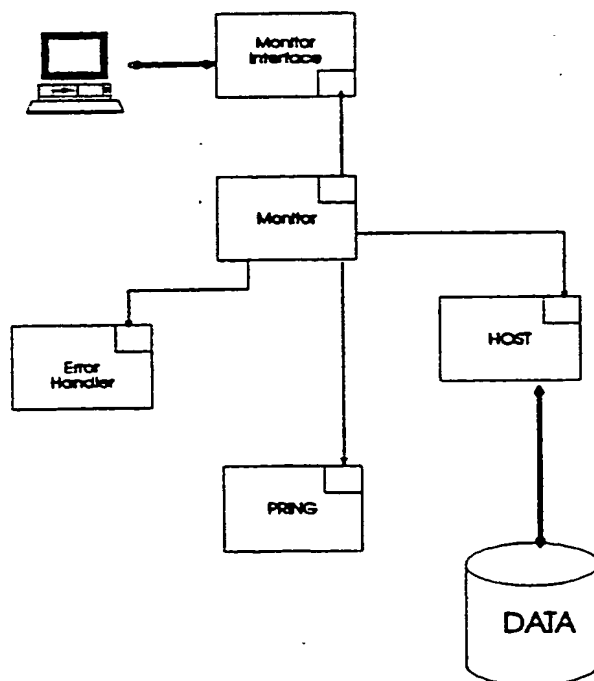 Monitor
Interface
Monitor
HOST
Error
Handler
PRING
DATA